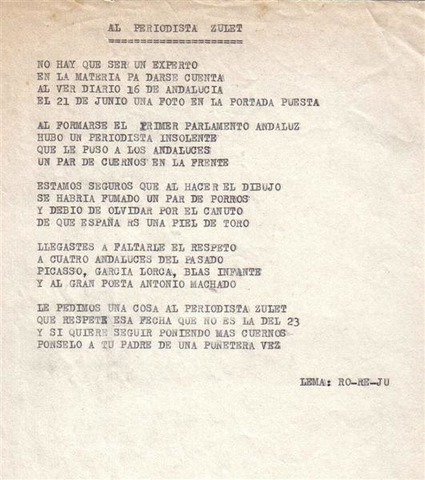 AL PERIODISTA ZULET
=====================
NO HAY QUE SER UN EXPERTO
EN LA MATERIA PA DARSE CUENTA
AL VER DIARIO 16 DE ANDALUCIA
EL 21 DE JUNIO UNA FOTO EN LA PORTADA PUESTA
AL FORMARSE EL PRIMER PARLAMENTO ANDALUZ
HUBO UN PERIODISTA INSOLENTE
QUE LE PUSO A LOS ANDALUCES
UN PAR DE CUERNOS EN LA FRENTE
ESTAMOS SEGUROS QUE AL HACER EL DIBUJO
SE HABRIA FUMADO UN PAR DE PORROS
Y DEBIO DE OLVIDAR POR EL CANUTO
DE QUE ESPAÑA RS UNA PIEL DE TORO
LLEGASTES A FALTARLE EL RESPETO
A CUATRO ANDALUCES DEL PASADO
PICASSO, GARCIA LORCA, BLAS INFANTE
Y AL GRAN POETA ANTONIO MACHADO
LE PEDIMOS UNA COSA AL PERIODISTA ZULET
QUE RESPETE ESA FECHA QUE NO ES LA DEL 23
Y SI QUIERE SEGUIR PONIENDO MAS CUERNOS
PONSELO A TU PADRE DE UNA PUÑETERA VEZ
LEMA: RO-RE-JU